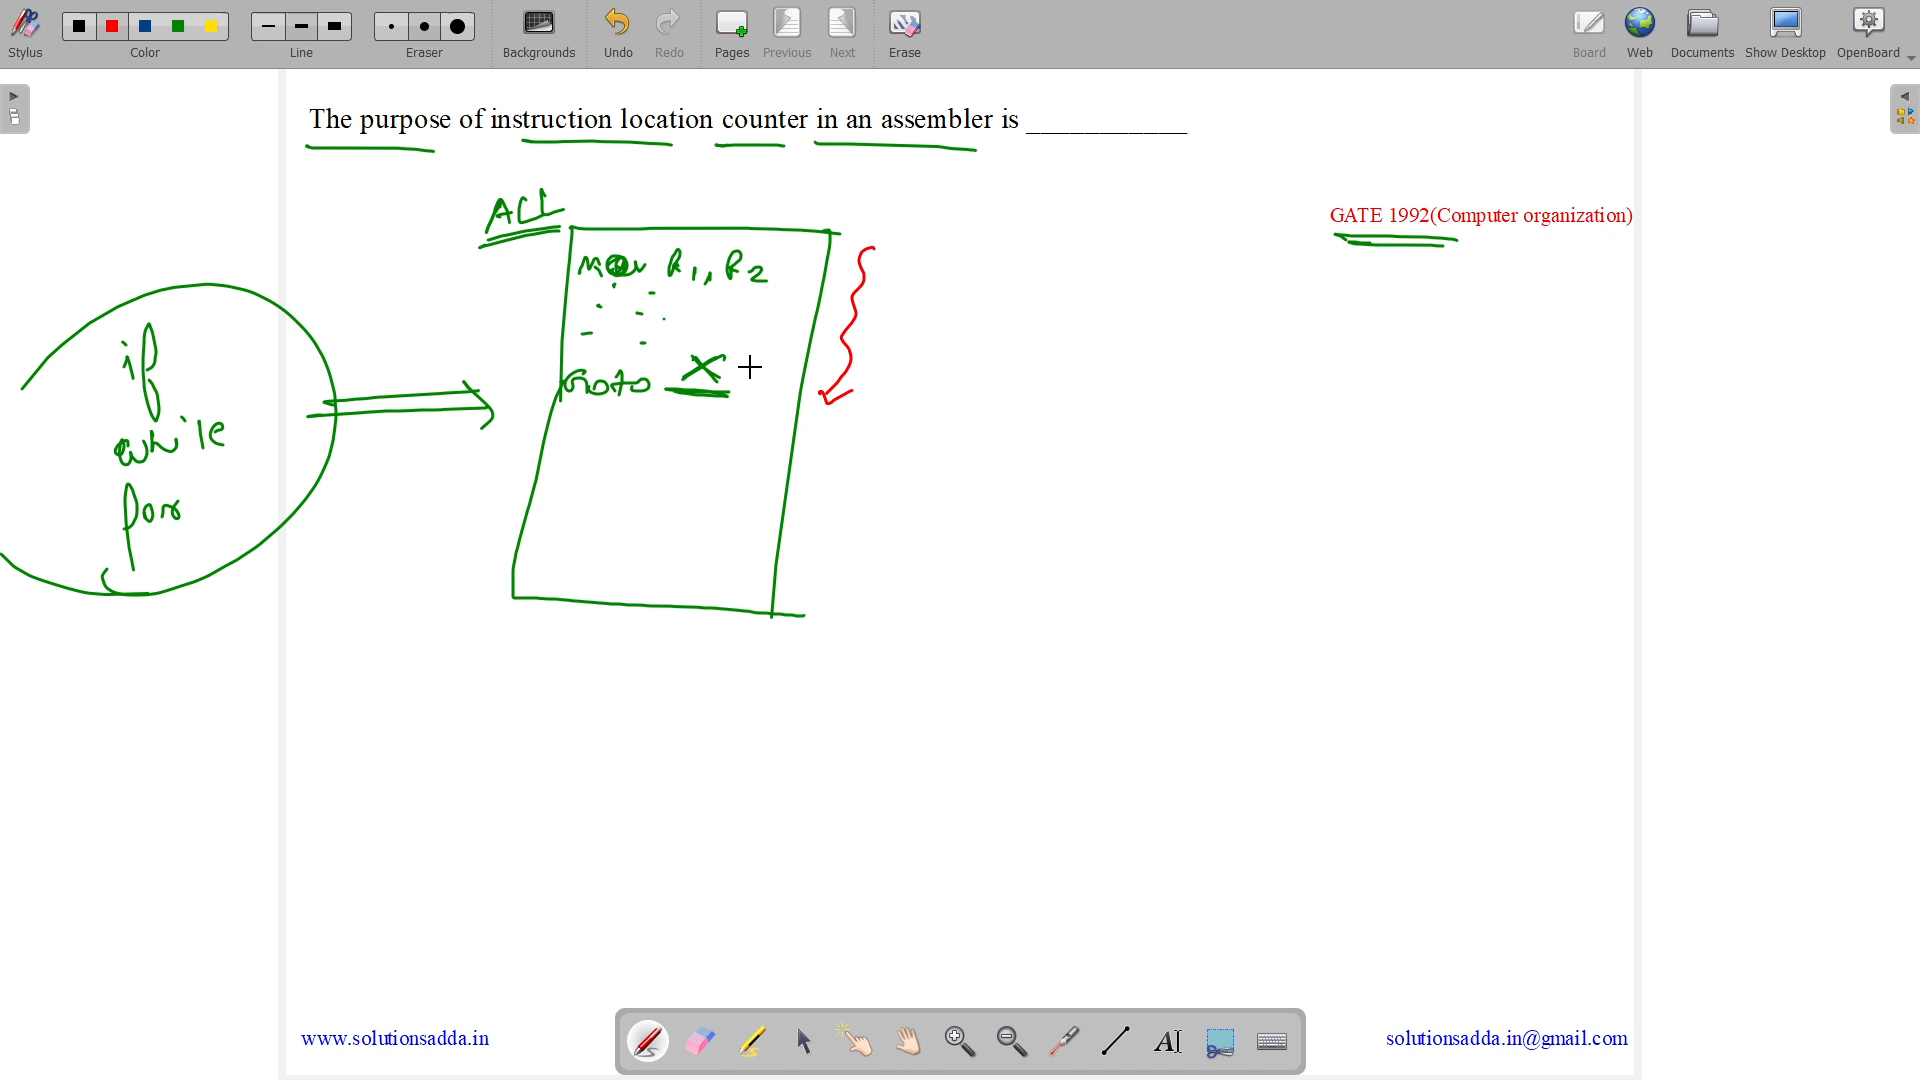 Stylus
Color
Line
Eraser
Backgrounds
Undo
Redo
Pages
Previous
Next
Erase
Board
Web
Documents
Show Desktop
OpenBoard
The purpose of instruction location counter in an assembler is ___________
GATE 1992(Computer organization)
Mov R1, R2
Goto X
if
while
for
www.solutionsadda.in
solutionsadda.in@gmail.com